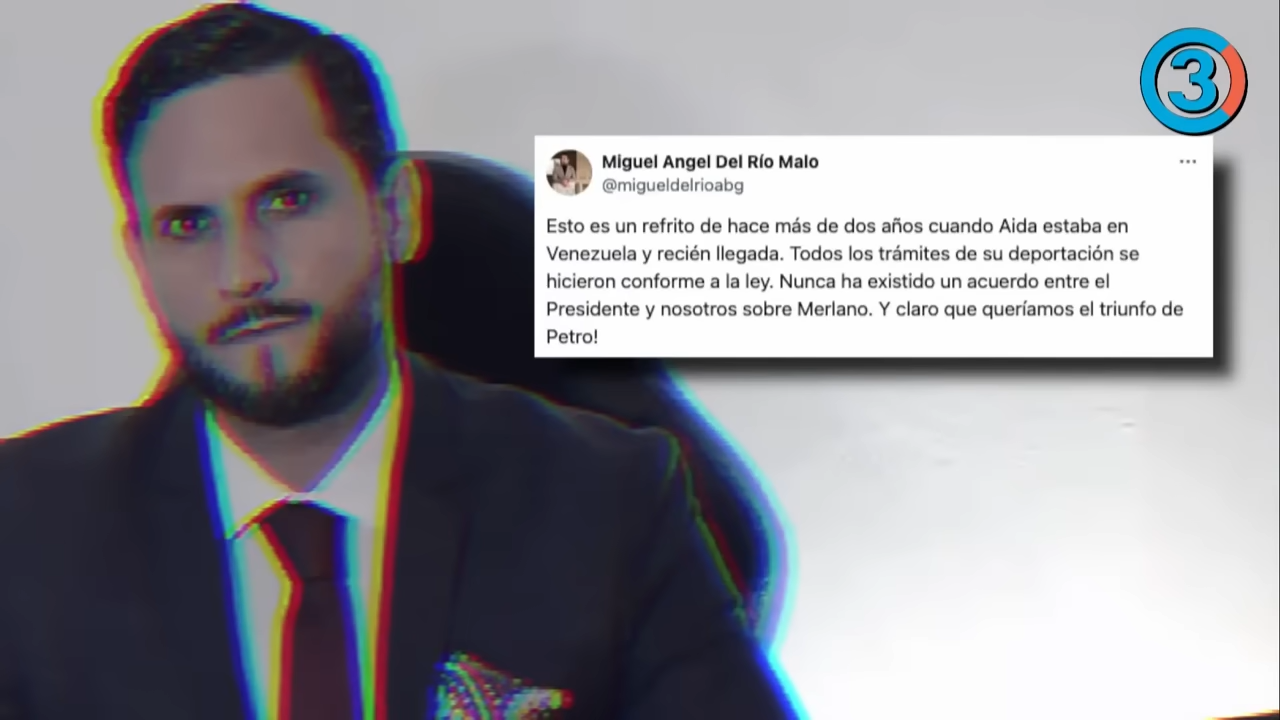 3
Miguel Angel Del Río Malo
@migueldelrioabg
Esto es un refrito de hace más de dos años cuando Aida estaba en
Venezuela y recién llegada. Todos los trámites de su deportación se
hicieron conforme a la ley. Nunca ha existido un acuerdo entre el
Presidente y nosotros sobre Merlano. Y claro que queríamos el triunfo de
Petro!